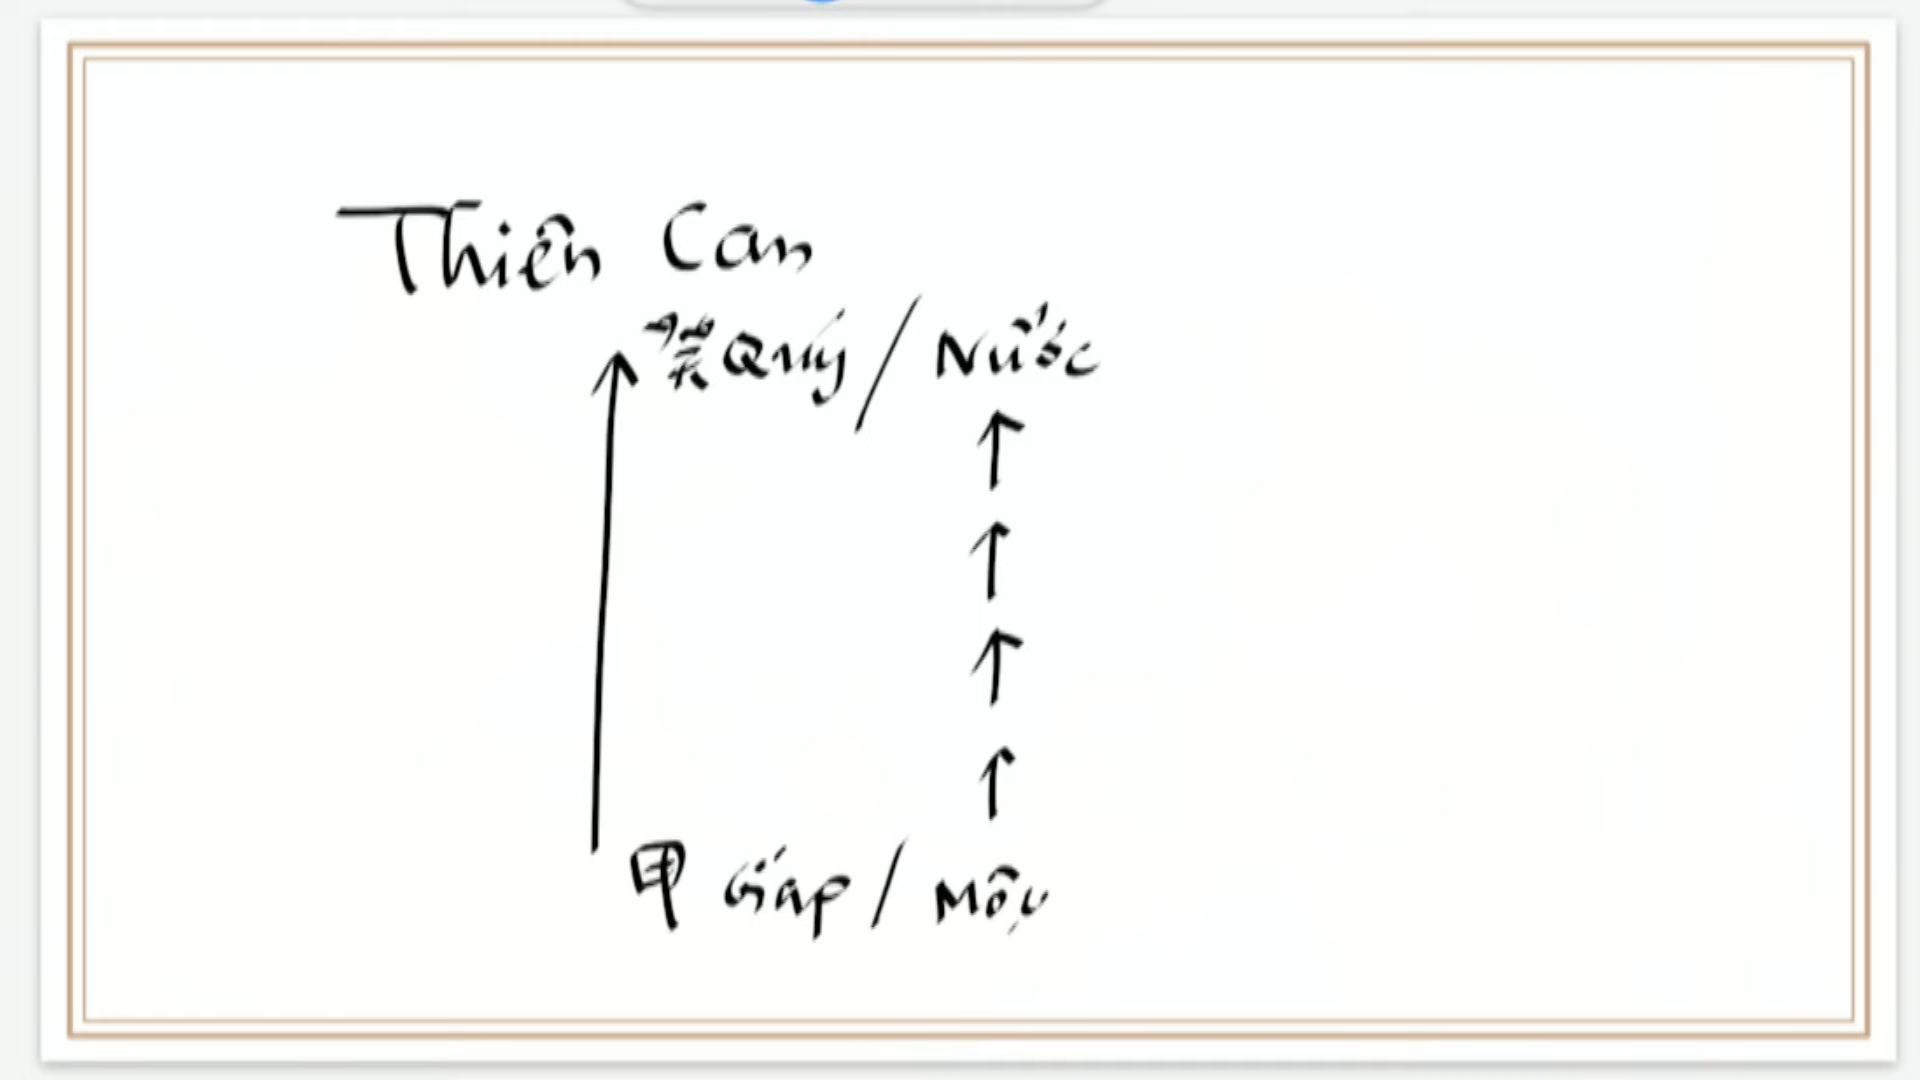 Thiên Can
癸 Quý / Nước
甲 Giáp / Mộc